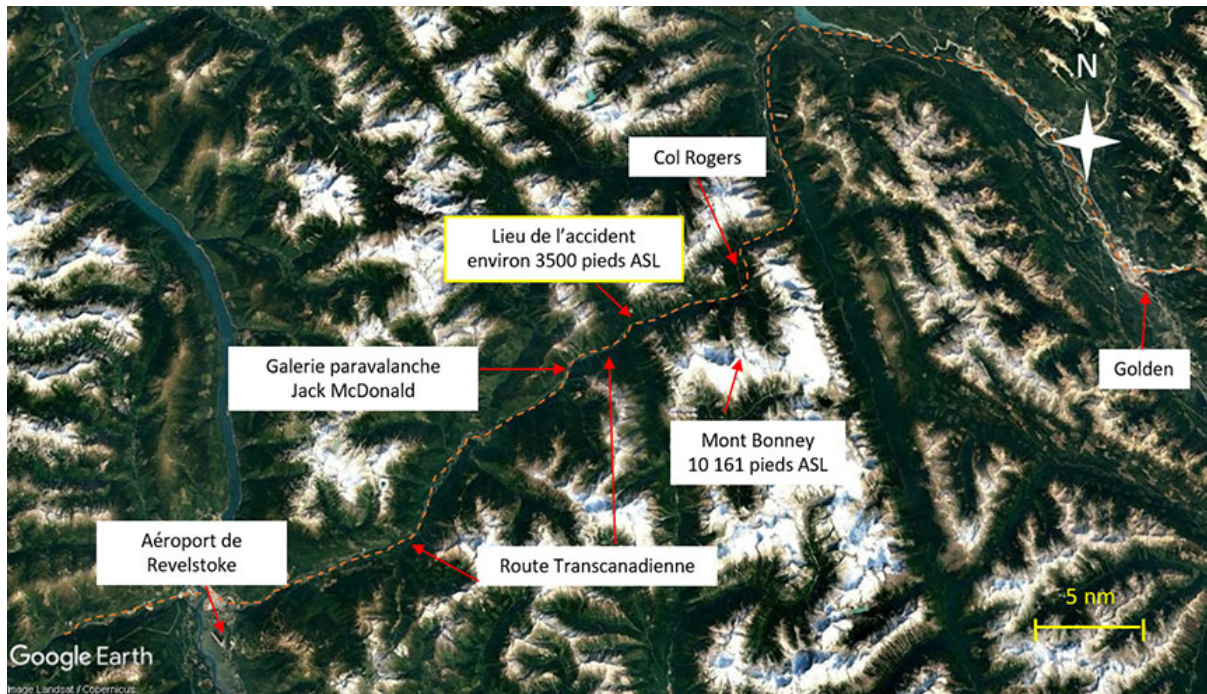 N
Col Rogers
Lieu de l'accident
environ 3500 pieds ASL
Galerie paravalanche
Jack McDonald
Golden
Mont Bonney
10 161 pieds ASL
Aéroport de
Revelstoke
Route Transcanadienne
5 nm
Google Earth
Image Landsat / Copernicus